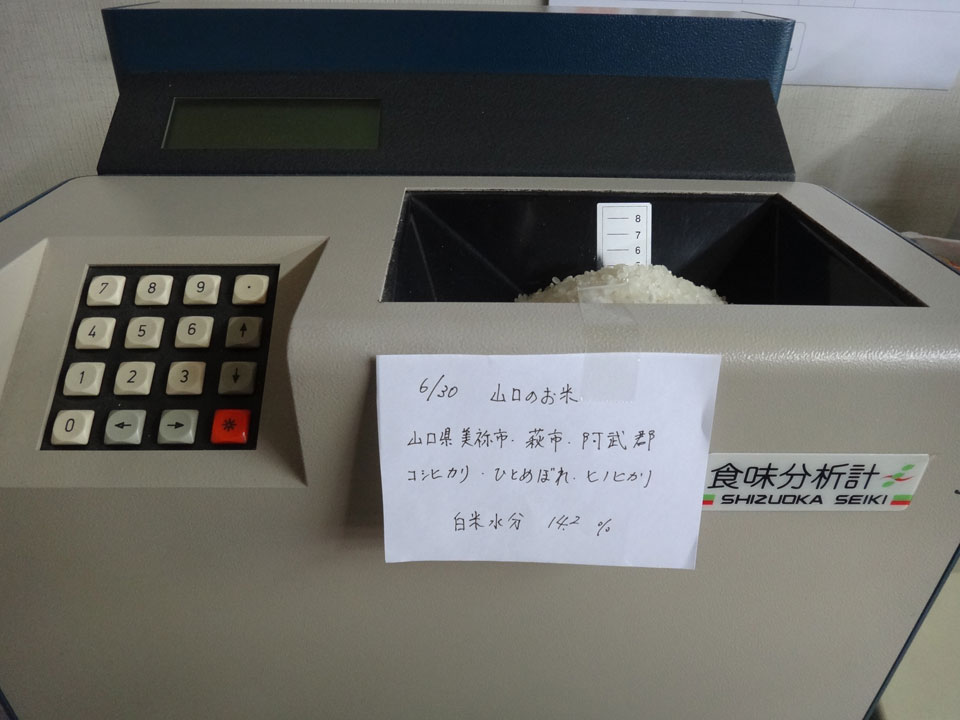 8
7
6
7 8 9 ·
4 5 6 ↑
1 2 3 ↓
0 ← → ✳
6/30 山口のお米
山口県美祢市・萩市・阿武郡
コシヒカリ・ひとめぼれ・ヒノヒカリ
白米水分 14.2 %
食味分析計
SHIZUOKA SEIKI